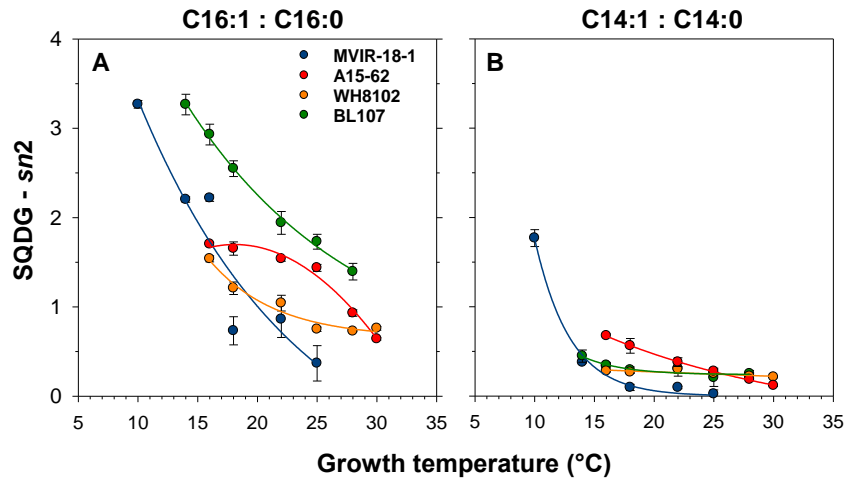 C16:1 : C16:0
C14:1 : C14:0
SQDG - sn2
4
3
2
1
0
A
MVIR-18-1
A15-62
WH8102
BL107
B
5 10 15 20 25 30 35
5 10 15 20 25 30 35
Growth temperature (°C)